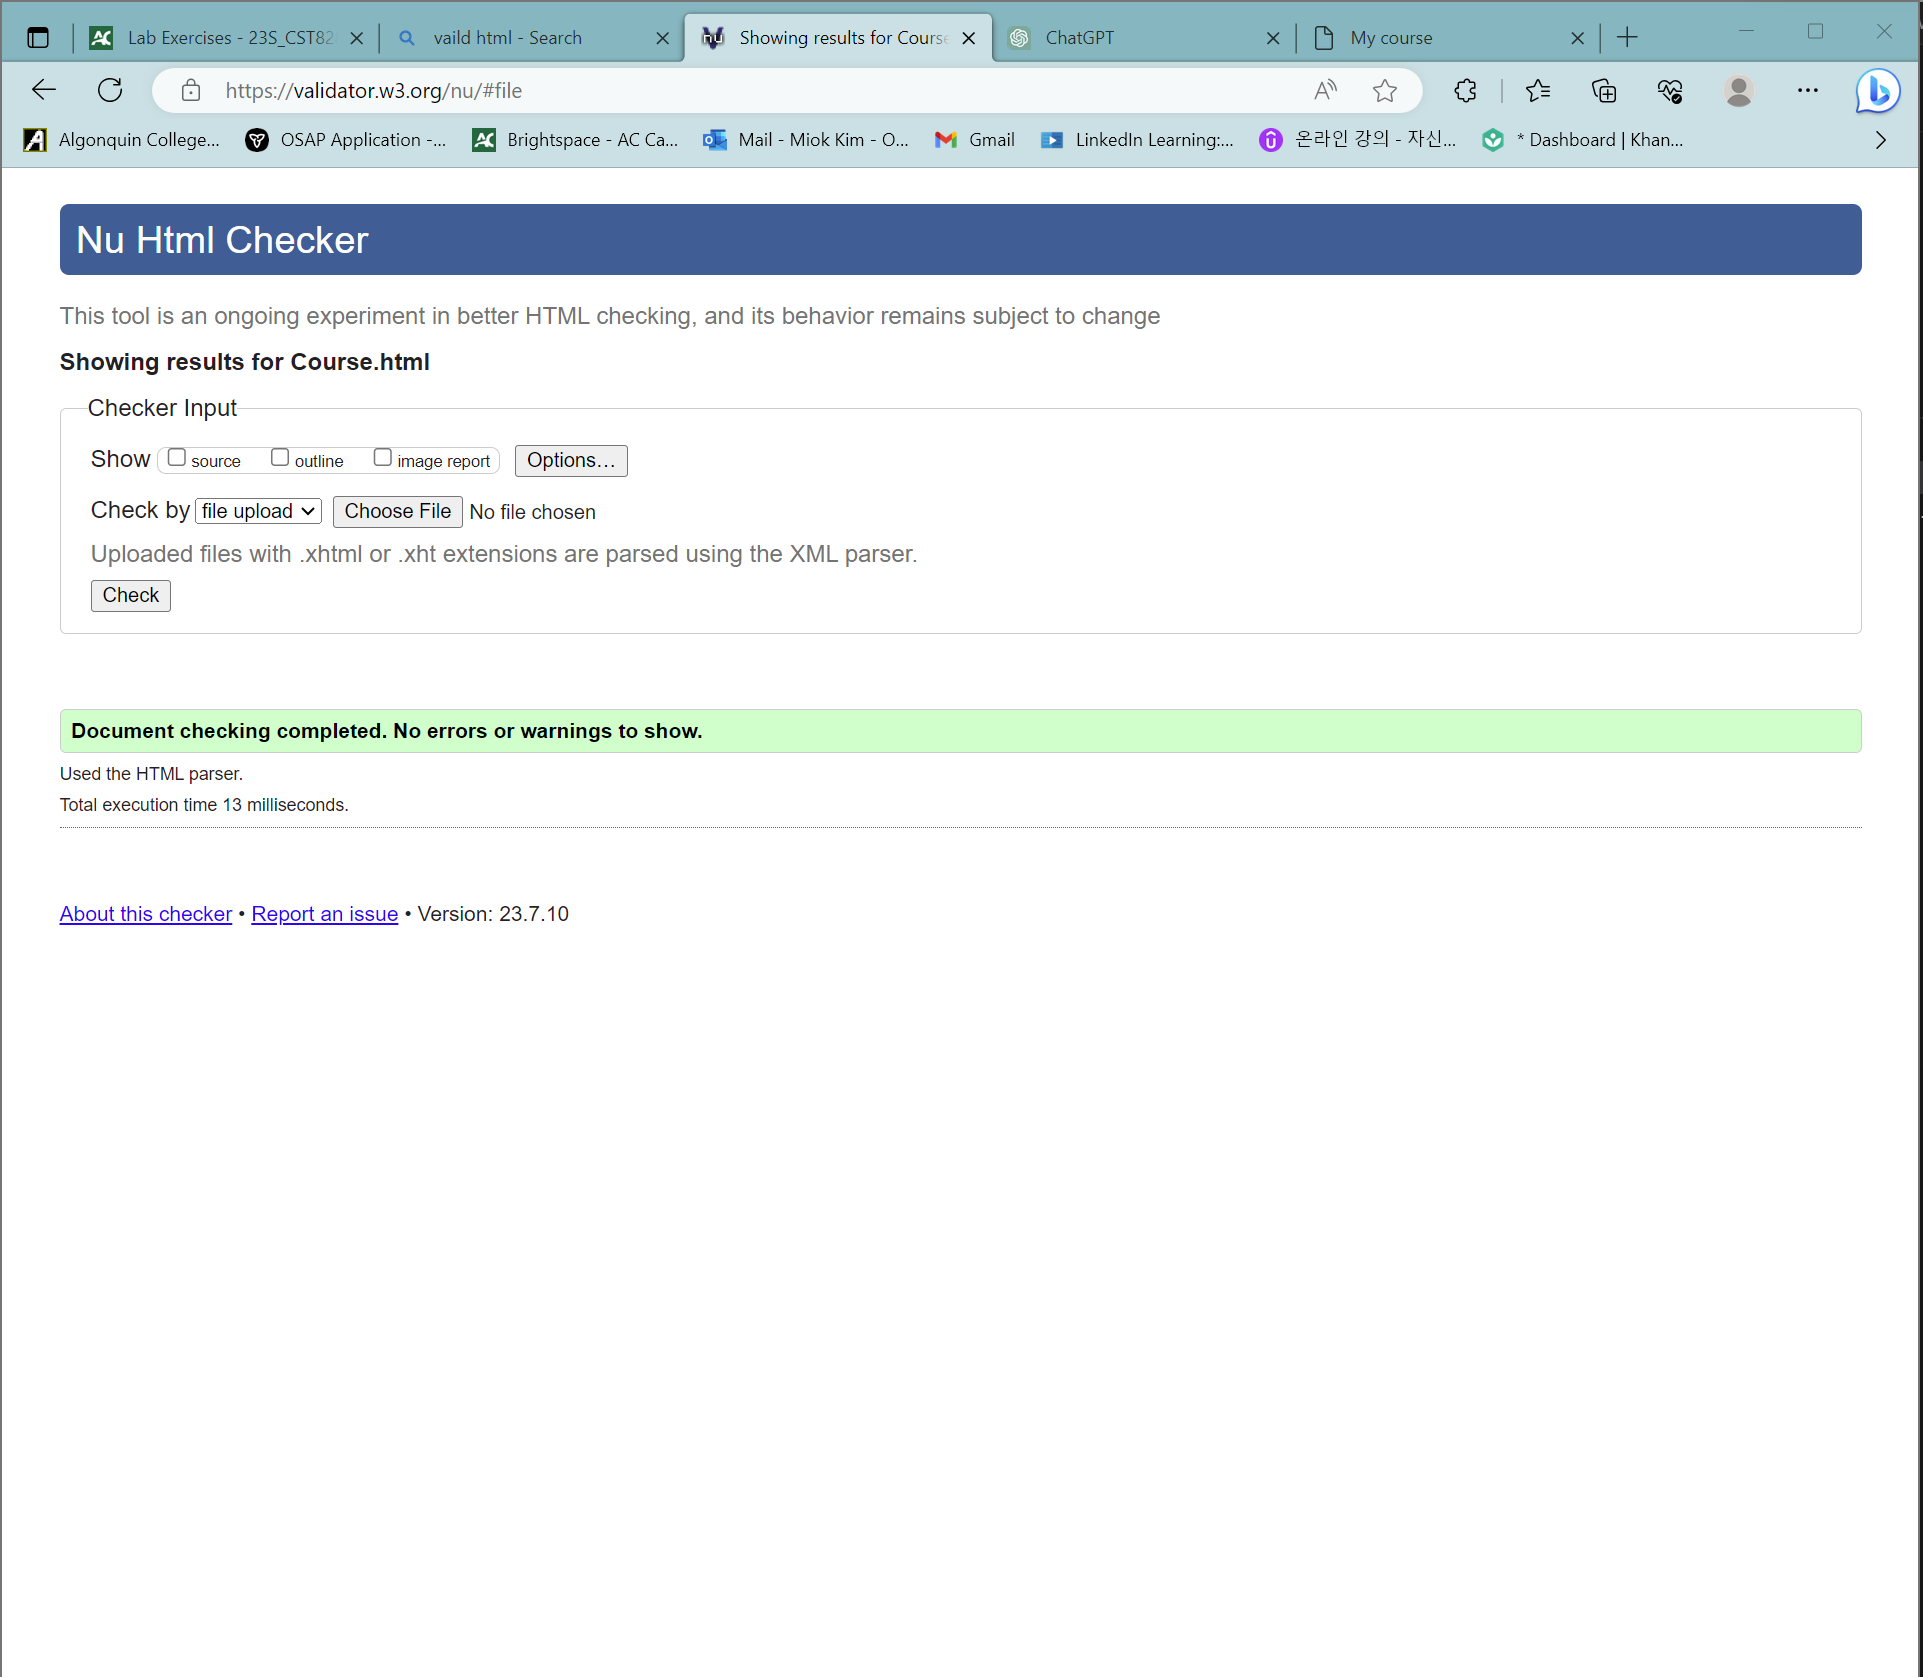 Lab Exercises - 23S_CST82
vaild html - Search
Showing results for Course
ChatGPT
My course
https://validator.w3.org/nu/#file
Algonquin College...
OSAP Application -...
Brightspace - AC Ca...
Mail - Miok Kim - O...
Gmail
LinkedIn Learning:...
온라인 강의 - 자신...
* Dashboard | Khan...
Nu Html Checker
This tool is an ongoing experiment in better HTML checking, and its behavior remains subject to change
Showing results for Course.html
Checker Input
Show source outline image report Options...
Check by file upload Choose File No file chosen
Uploaded files with .xhtml or .xht extensions are parsed using the XML parser.
Check
Document checking completed. No errors or warnings to show.
Used the HTML parser.
Total execution time 13 milliseconds.
About this checker • Report an issue • Version: 23.7.10